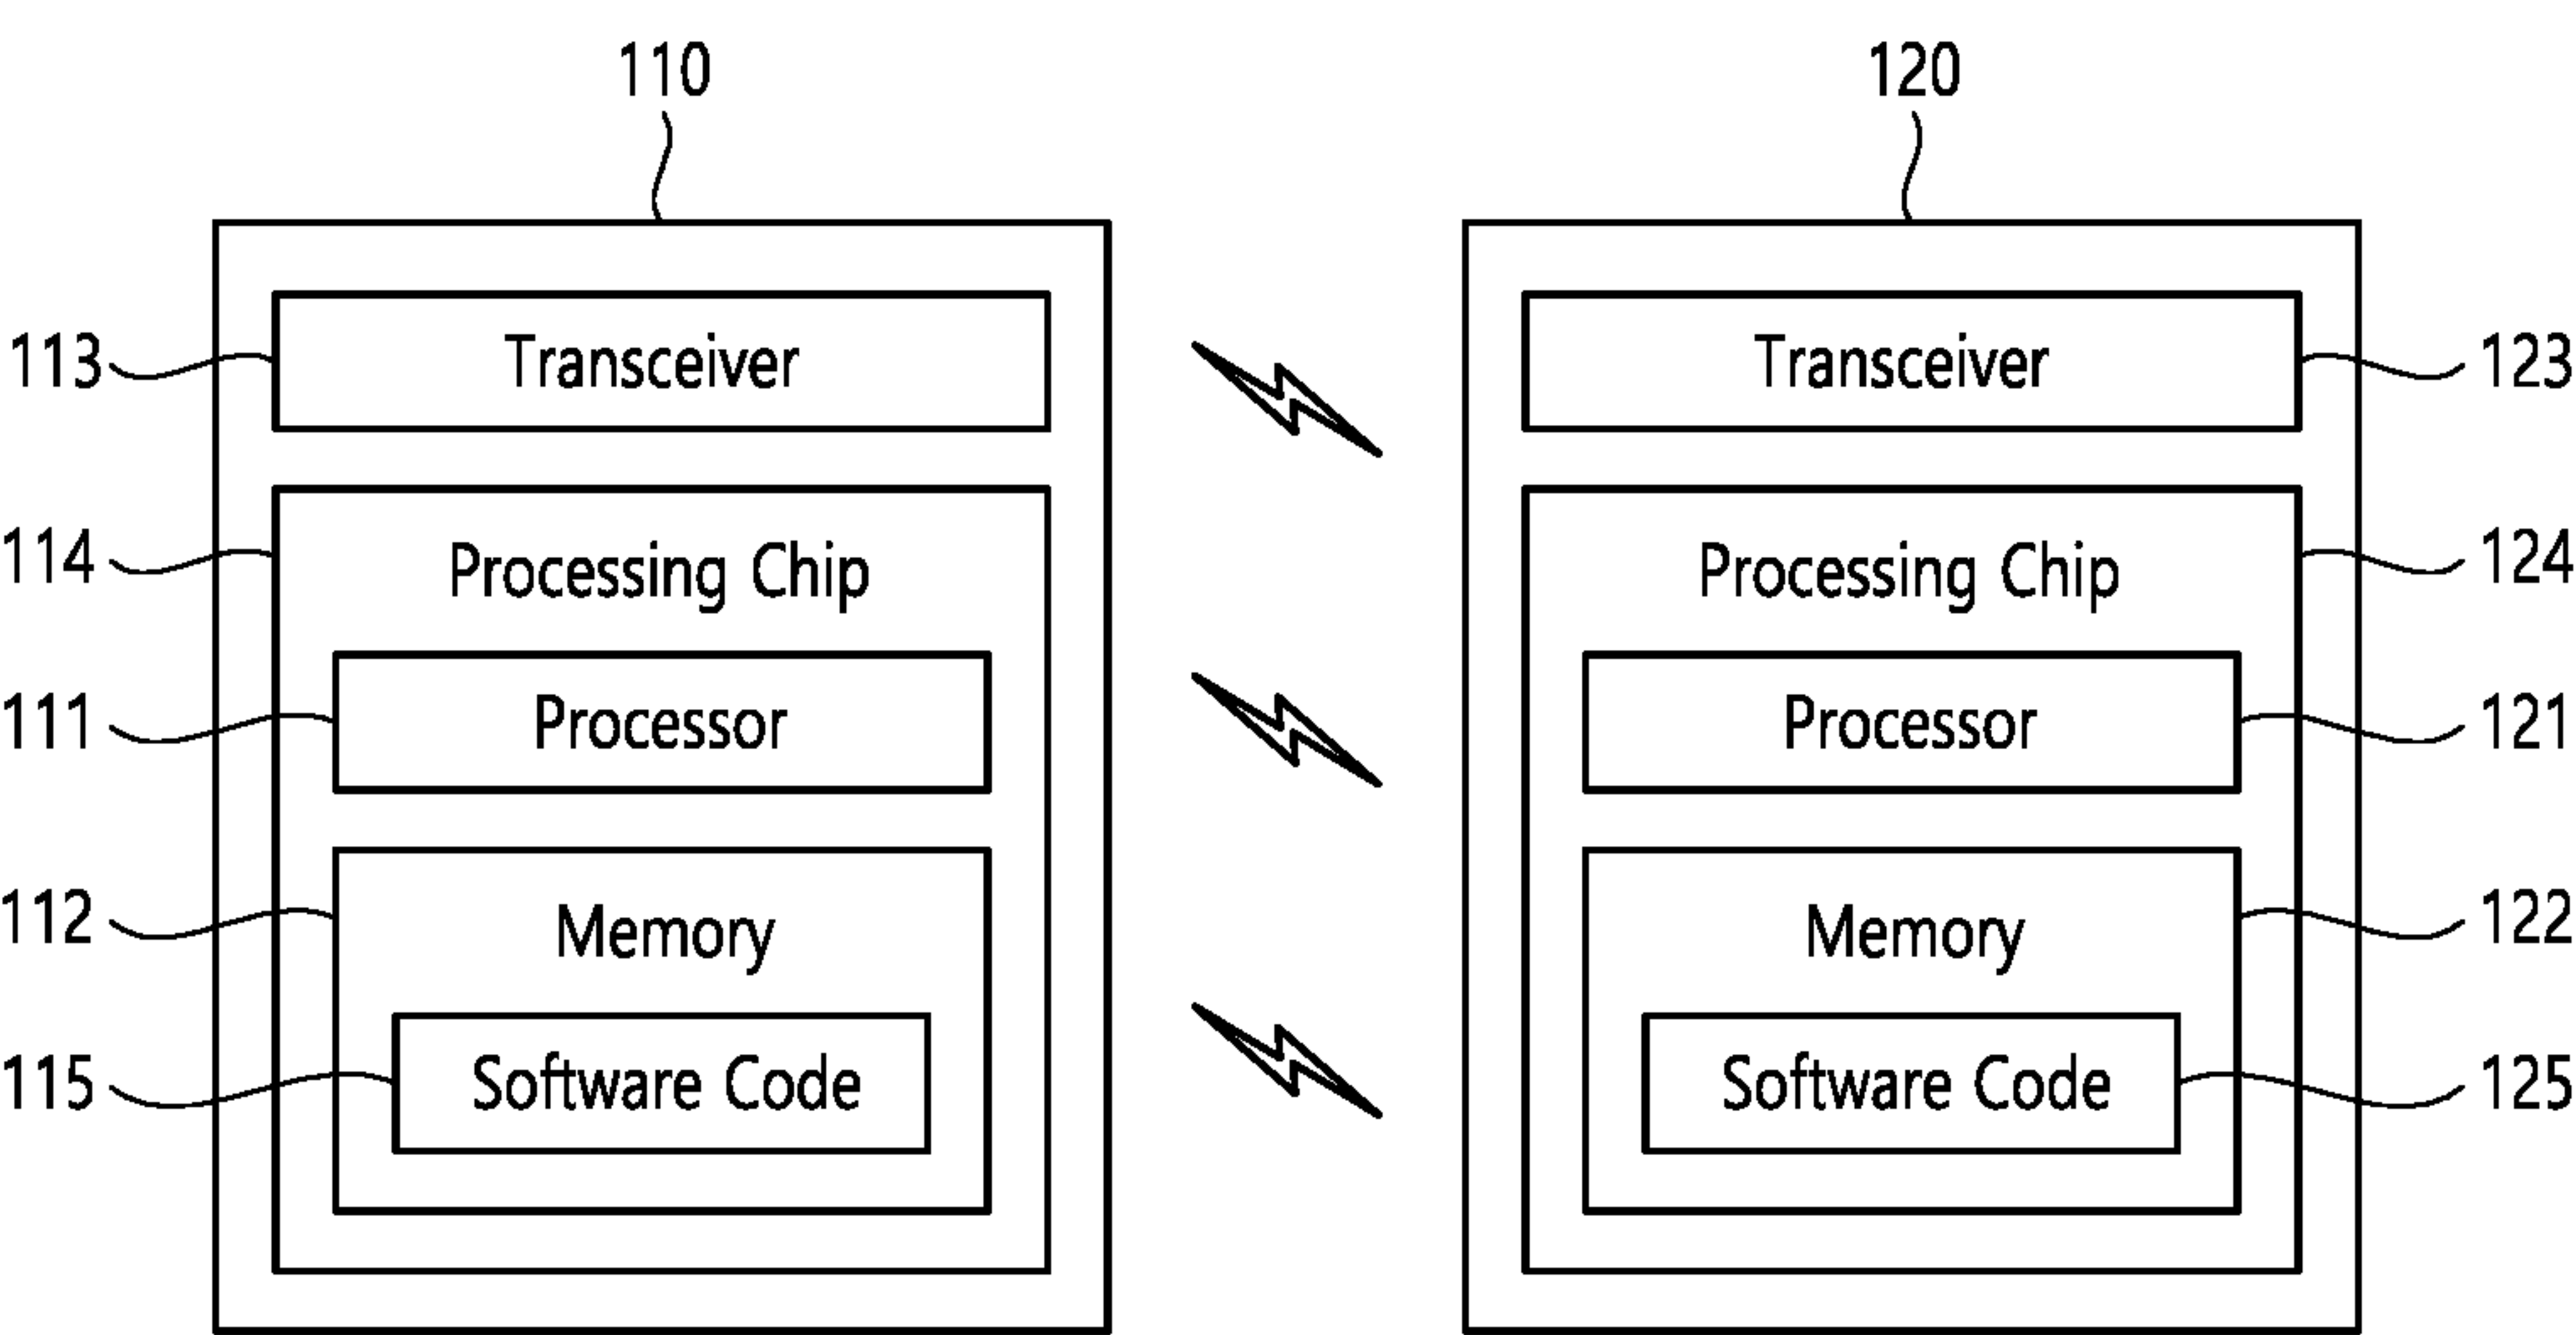 110 120
113 Transceiver Transceiver 123
114 Processing Chip Processing Chip 124
111 Processor Processor 121
112 Memory Memory 122
115 Software Code Software Code 125